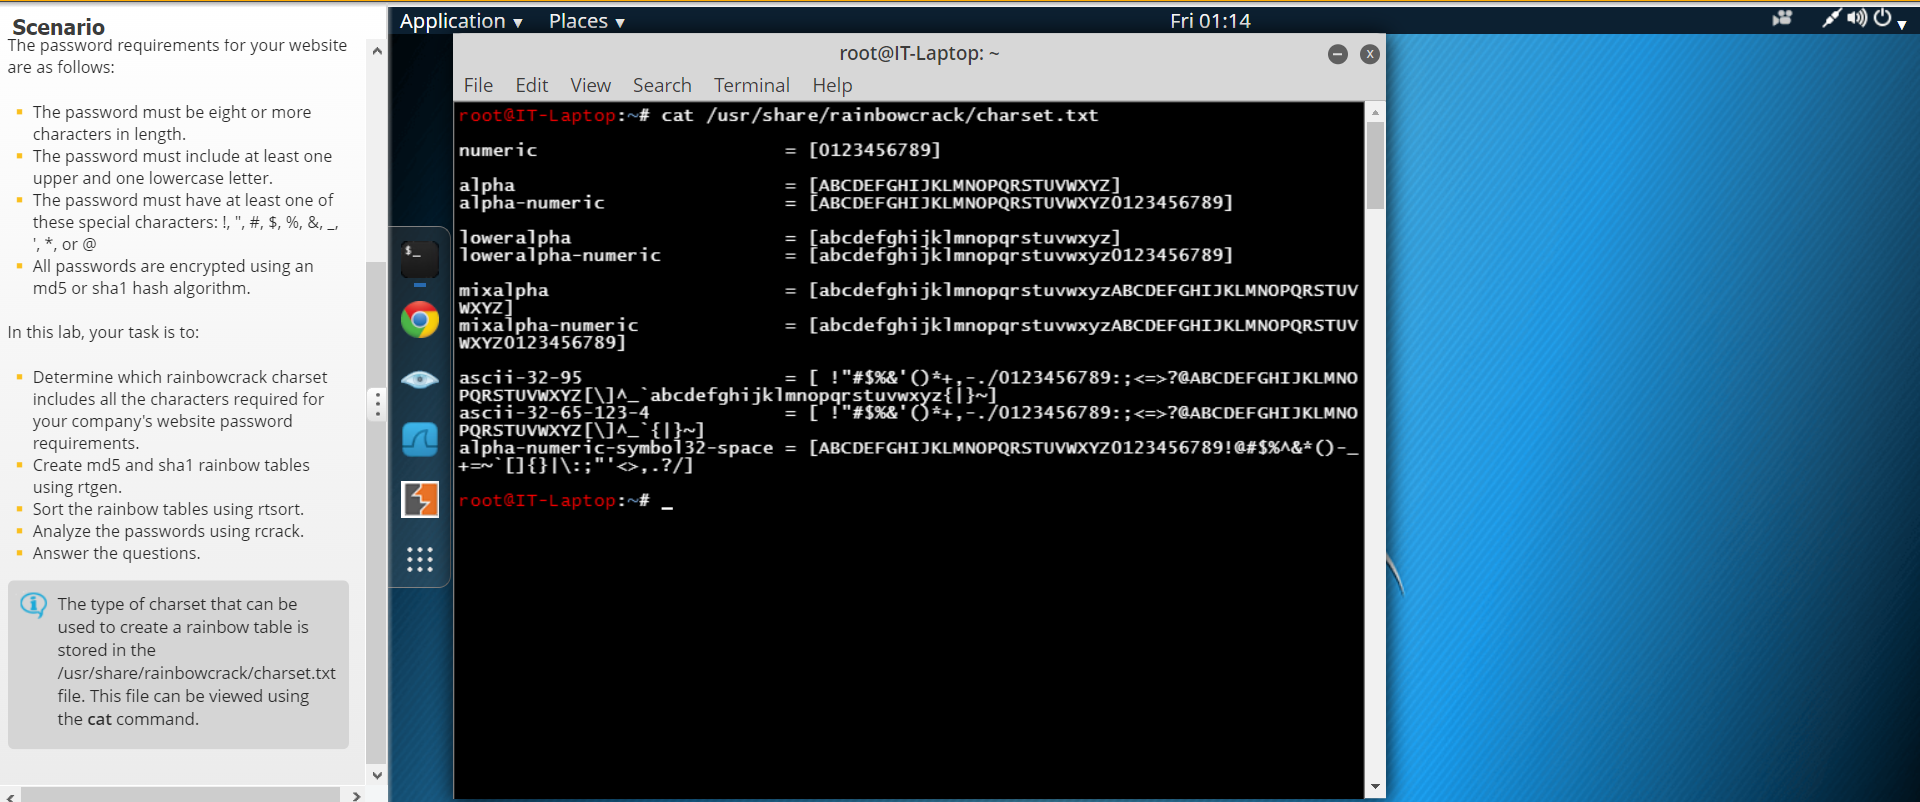 Scenario
The password requirements for your website
are as follows:
The password must be eight or more
characters in length.
The password must include at least one
upper and one lowercase letter.
The password must have at least one of
these special characters: !, ", #, $, %, &, _,
', *, or @
All passwords are encrypted using an
md5 or sha1 hash algorithm.
In this lab, your task is to:
Determine which rainbowcrack charset
includes all the characters required for
your company's website password
requirements.
Create md5 and sha1 rainbow tables
using rtgen.
Sort the rainbow tables using rtsort.
Analyze the passwords using rcrack.
Answer the questions.
The type of charset that can be
used to create a rainbow table is
stored in the
/usr/share/rainbowcrack/charset.txt
file. This file can be viewed using
the cat command.
Application Places Fri 01:14
root@IT-Laptop: ~
File Edit View Search Terminal Help
root@IT-Laptop:~# cat /usr/share/rainbowcrack/charset.txt
numeric = [0123456789]
alpha = [ABCDEFGHIJKLMNOPQRSTUVWXYZ]
alpha-numeric = [ABCDEFGHIJKLMNOPQRSTUVWXYZ0123456789]
loweralpha = [abcdefghijklmnopqrstuvwxyz]
loweralpha-numeric = [abcdefghijklmnopqrstuvwxyz0123456789]
mixalpha = [abcdefghijklmnopqrstuvwxyzABCDEFGHIJKLMNOPQRSTUV
WXYZ]
mixalpha-numeric = [abcdefghijklmnopqrstuvwxyzABCDEFGHIJKLMNOPQRSTUV
WXYZ0123456789]
ascii-32-95 = [ !"#$%&'()*+,-./0123456789:;<=>?@ABCDEFGHIJKLMNO
PQRSTUVWXYZ[\]^_`abcdefghijklmnopqrstuvwxyz{|}~]
ascii-32-65-123-4 = [ !"#$%&'()*+,-./0123456789:;<=>?@ABCDEFGHIJKLMNO
PQRSTUVWXYZ[\]^_`{|}~]
alpha-numeric-symbol32-space = [ABCDEFGHIJKLMNOPQRSTUVWXYZ0123456789!@#$%^&*()-_
+=~`[]{}|\:;"'<>,.?/]
root@IT-Laptop:~# _
$_